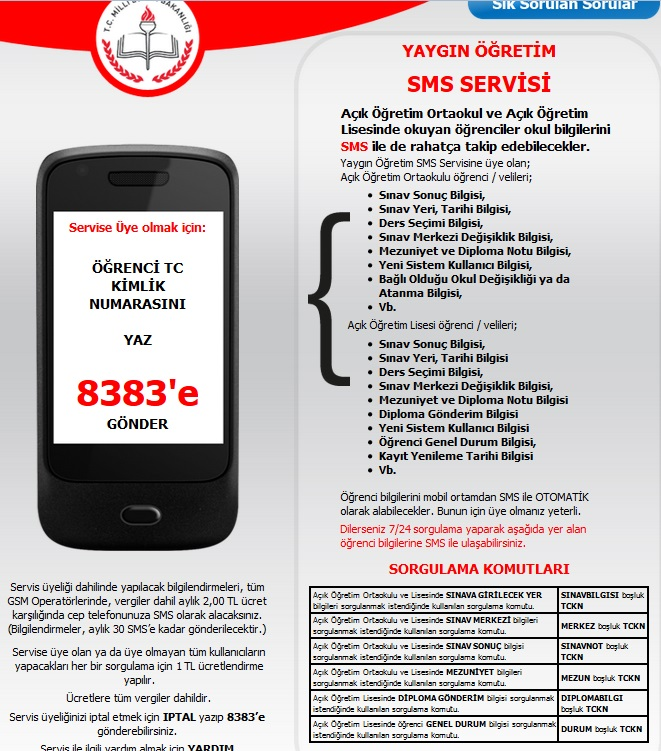 T.C. MİLLİ
BAKANLIĞI
Sık Sorulan Sorular
YAYGIN ÖĞRETİM
SMS SERVİSİ
Açık Öğretim Ortaokul ve Açık Öğretim
Lisesinde okuyan öğrenciler okul bilgilerini
SMS ile de rahatça takip edebilecekler.
Yaygın Öğretim SMS Servisine üye olan;
Açık Öğretim Ortaokulu öğrenci / velileri;
• Sınav Sonuç Bilgisi,
• Sınav Yeri, Tarihi Bilgisi,
• Ders Seçimi Bilgisi,
• Sınav Merkezi Değişiklik Bilgisi,
• Mezuniyet ve Diploma Notu Bilgisi,
• Yeni Sistem Kullanıcı Bilgisi,
• Bağlı Olduğu Okul Değişikliği ya da
Atanma Bilgisi,
• Vb.
Açık Öğretim Lisesi öğrenci / velileri;
• Sınav Sonuç Bilgisi,
• Sınav Yeri, Tarihi Bilgisi
• Ders Seçimi Bilgisi,
• Sınav Merkezi Değişiklik Bilgisi,
• Mezuniyet ve Diploma Notu Bilgisi
• Diploma Gönderim Bilgisi
• Yeni Sistem Kullanıcı Bilgisi
• Öğrenci Genel Durum Bilgisi,
• Kayıt Yenileme Tarihi Bilgisi
• Vb.
Öğrenci bilgilerini mobil ortamdan SMS ile OTOMATİK
olarak alabilecekler. Bunun için üye olmanız yeterli.
Dilerseniz 7/24 sorgulama yaparak aşağıda yer alan
öğrenci bilgilerine SMS ile ulaşabilirsiniz.
SORGULAMA KOMUTLARI
Açık Öğretim Ortaokulu ve Lisesinde SINAVA GİRİLECEK YER
bilgileri sorgulanmak istendiğinde kullanılan sorgulama komutu.
SINAVBILGISI boşluk
TCKN
Açık Öğretim Ortaokulu ve Lisesinde SINAV MERKEZİ bilgileri
sorgulanmak istendiğinde kullanılan sorgulama komutu.
MERKEZ boşluk TCKN
Açık Öğretim Ortaokulu ve Lisesinde SINAV SONUÇ bilgisi
sorgulanmak istendiğinde kullanılan sorgulama komutu.
SINAVNOT boşluk
TCKN
Açık Öğretim Ortaokulu ve Lisesinde MEZUNİYET bilgileri
sorgulanmak istendiğinde kullanılan sorgulama komutu.
MEZUN boşluk TCKN
Açık Öğretim Lisesinde DİPLOMA GÖNDERİM bilgisi sorgulanmak
istendiğinde kullanılan sorgulama komutu.
DIPLOMABILGI
boşluk TCKN
Açık Öğretim Lisesinde öğrenci GENEL DURUM bilgisi sorgulanmak
istendiğinde kullanılan sorgulama komutu.
DURUM boşluk TCKN
Servise Üye olmak için:
ÖĞRENCİ TC
KİMLİK
NUMARASINI
YAZ
8383'e
GÖNDER
Servis üyeliği dahilinde yapılacak bilgilendirmeleri, tüm
GSM Operatörlerinde, vergiler dahil aylık 2,00 TL ücret
karşılığında cep telefonunuza SMS olarak alacaksınız.
(Bilgilendirmeler, aylık 30 SMS’e kadar gönderilecektir.)
Servise üye olan ya da üye olmayan tüm kullanıcıların
yapacakları her bir sorgulama için 1 TL ücretlendirme
yapılır.
Ücretlere tüm vergiler dahildir.
Servis üyeliğinizi iptal etmek için IPTAL yazıp 8383’e
gönderebilirsiniz.
Servis ile ilgili yardım almak için YARDIM